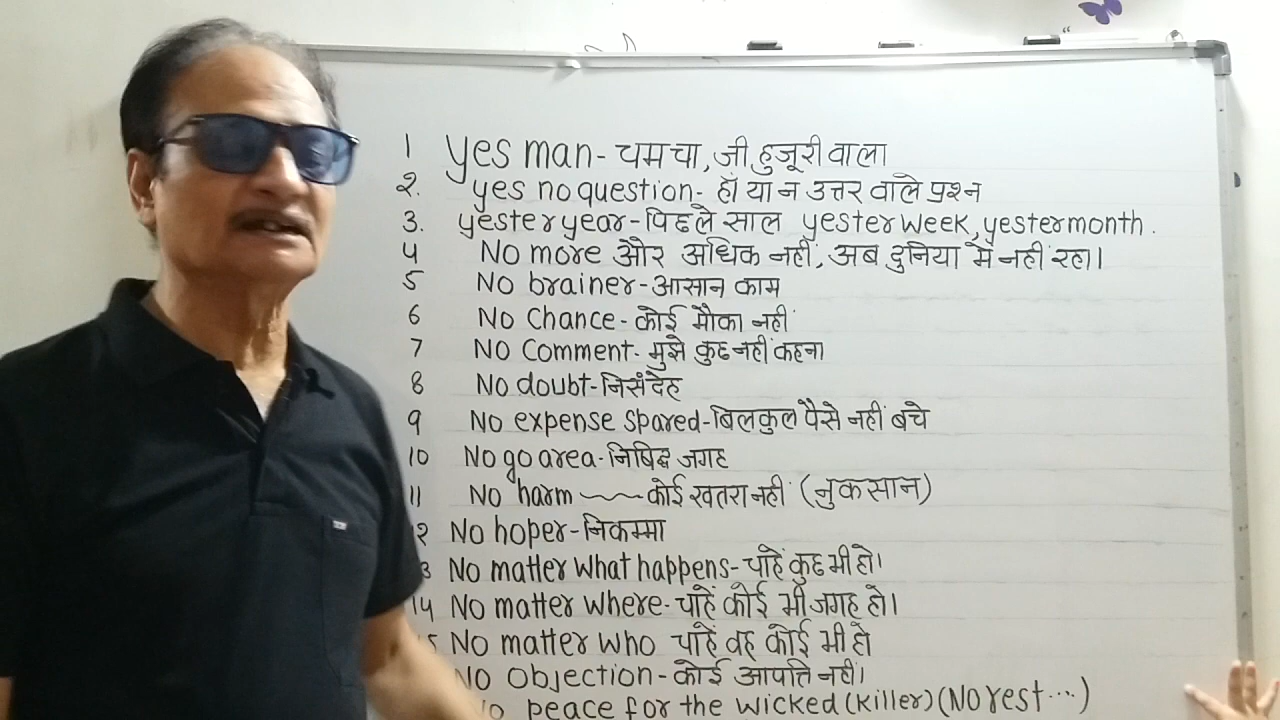 1 Yes man- चमचा, जी हुजूरी वाला
2. yes no question- हाँ या न उत्तर वाले प्रश्न
3. yesteryear-पिछले साल yesterweek, yestermonth.
4 No more और अधिक नहीं, अब दुनिया में नहीं रहा।
5 No brainer-आसान काम
6 No Chance- कोई मौका नहीं
7 No Comment- मुझे कुछ नहीं कहना
8 No doubt-निसंदेह
9 No expense spared-बिलकुल पैसे नहीं बचे
10 No go area-निषिद्ध जगह
11 No harm कोई खतरा नहीं (नुकसान)
2 No hoper-निकम्मा
3 No matter what happens- चाहें कुछ भी हो।
14 No matter where- चाहें कोई भी जगह हो।
5 No matter who चाहें वह कोई भी हो
No objection-कोई आपत्ति नहीं।
No peace for the wicked (killer) (No rest....)